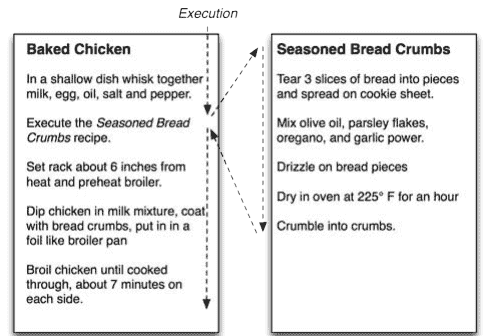 Execution
Baked Chicken
In a shallow dish whisk together
milk, egg, oil, salt and pepper.
Execute the Seasoned Bread
Crumbs recipe.
Set rack about 6 inches from
heat and preheat broiler.
Dip chicken in milk mixture, coat
with bread crumbs, put in in a
foil like broiler pan
Broil chicken until cooked
through, about 7 minutes on
each side.
Seasoned Bread Crumbs
Tear 3 slices of bread into pieces
and spread on cookie sheet.
Mix olive oil, parsley flakes,
oregano, and garlic power.
Drizzle on bread pieces
Dry in oven at 225° F for an hour
Crumble into crumbs.